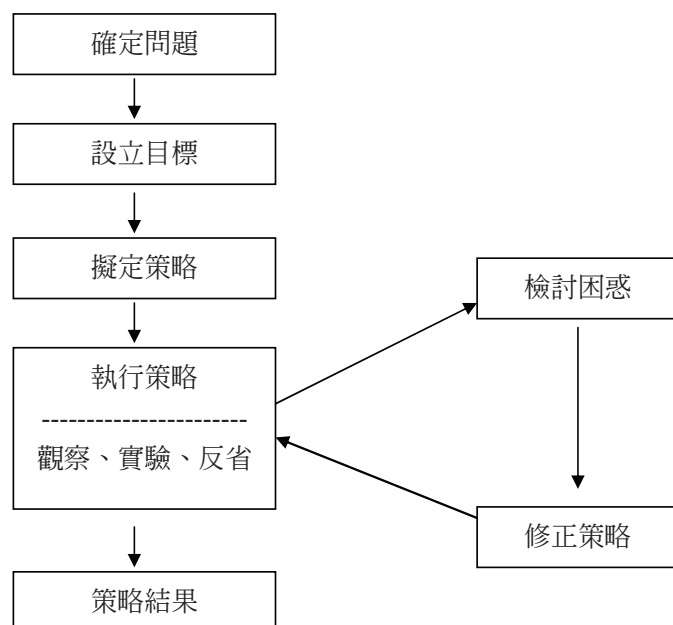 確定問題
設立目標
擬定策略
執行策略
-----------------------
觀察、實驗、反省
策略結果
檢討困惑
修正策略